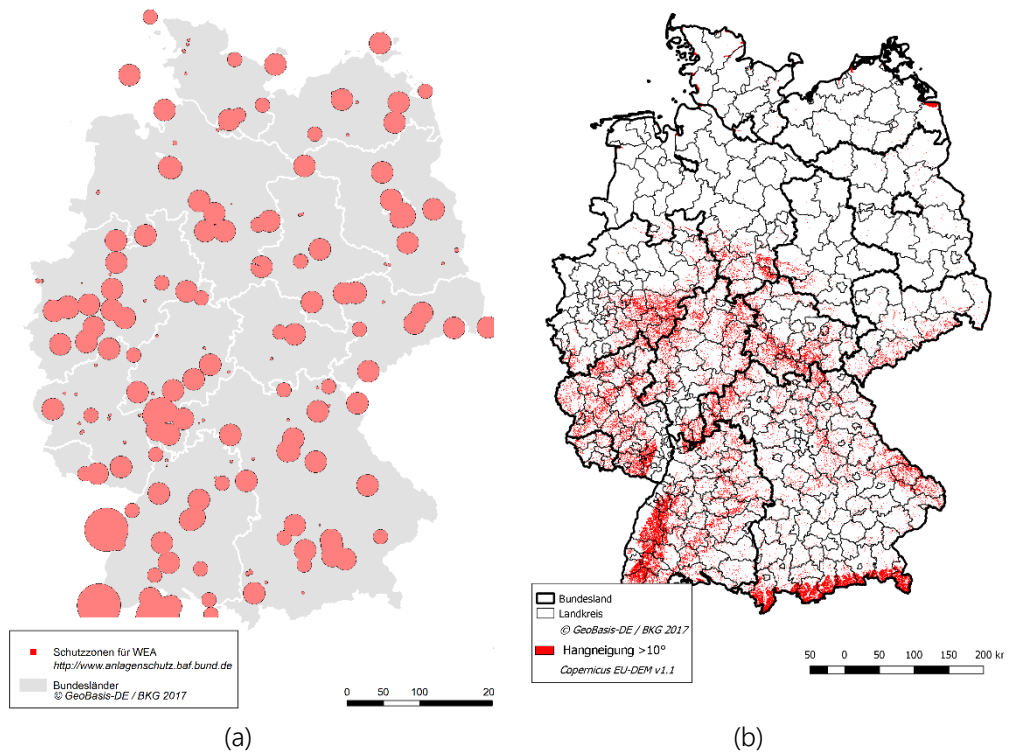 Schutzzonen für WEA
http://www.anlagenschutz.baf.bund.de
Bundesländer
© GeoBasis-DE / BKG 2017
0 50 100 20
Bundesland
Landkreis
© GeoBasis-DE / BKG 2017
Hangneigung >10°
Copernicus EU-DEM v1.1
50 0 50 100 150 200 kr
(a)
(b)